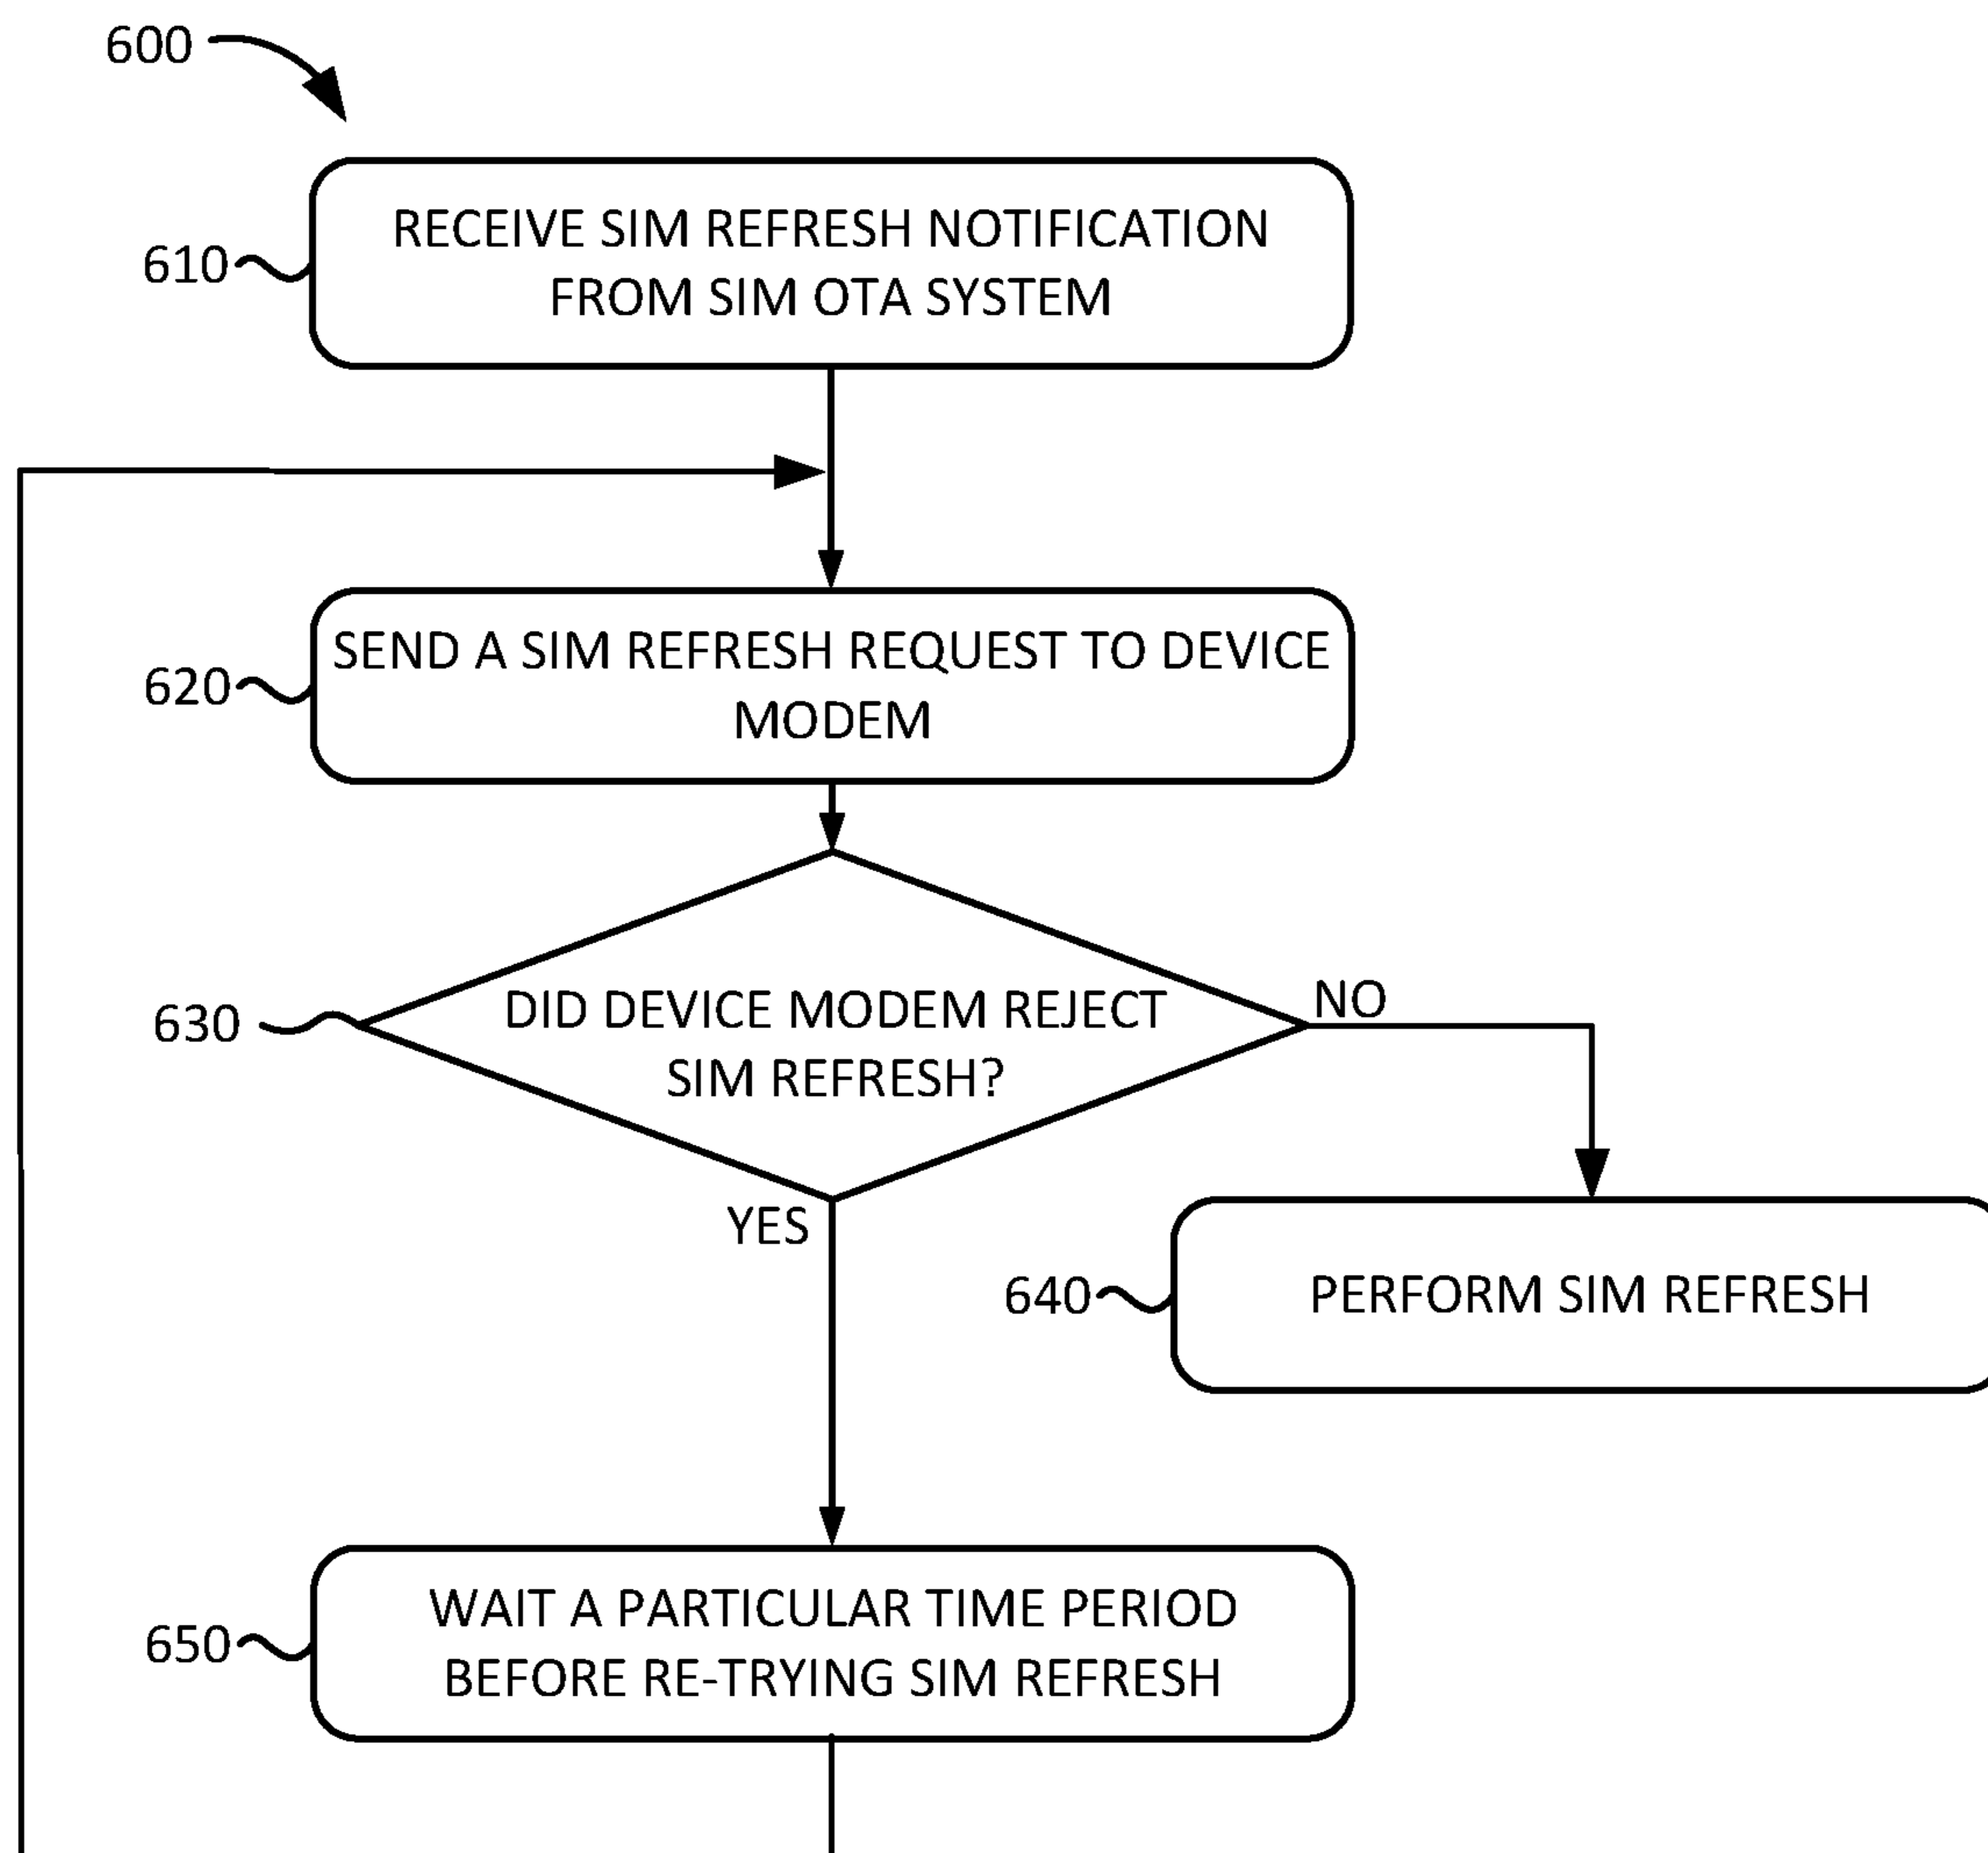 600
RECEIVE SIM REFRESH NOTIFICATION
FROM SIM OTA SYSTEM
610
SEND A SIM REFRESH REQUEST TO DEVICE
MODEM
620
DID DEVICE MODEM REJECT
SIM REFRESH?
630
NO
YES
640
PERFORM SIM REFRESH
WAIT A PARTICULAR TIME PERIOD
BEFORE RE-TRYING SIM REFRESH
650